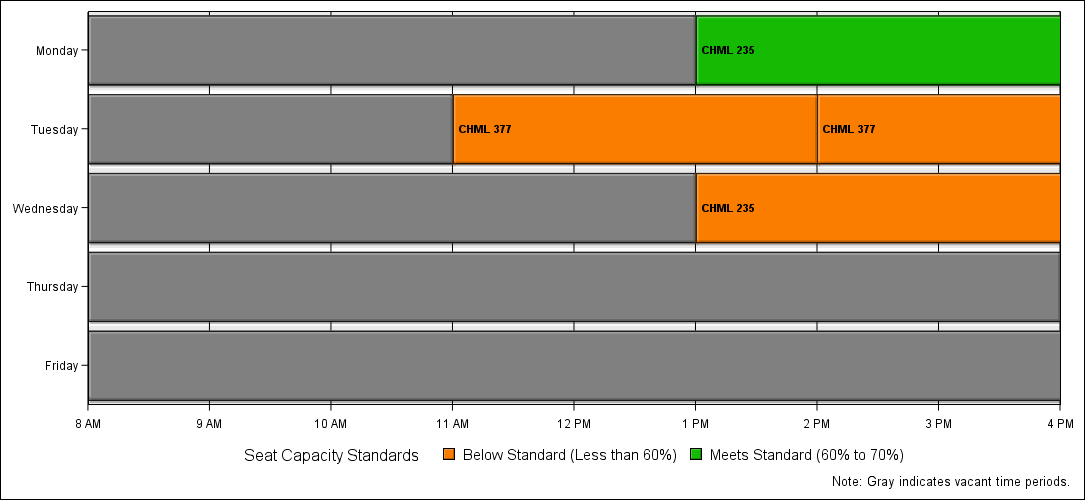 Monday
CHML 235
Tuesday
CHML 377
CHML 377
Wednesday
CHML 235
Thursday
Friday
8 AM 9 AM 10 AM 11 AM 12 PM 1 PM 2 PM 3 PM 4 PM
Seat Capacity Standards Below Standard (Less than 60%) Meets Standard (60% to 70%)
Note: Gray indicates vacant time periods.